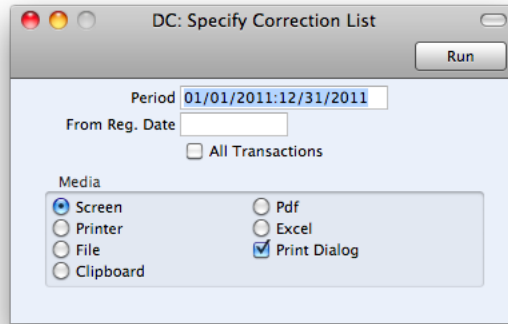 DC: Specify Correction List
Run
Period 01/01/2011:12/31/2011
From Reg. Date
All Transactions
Media
Screen Pdf
Printer Excel
File Print Dialog
Clipboard